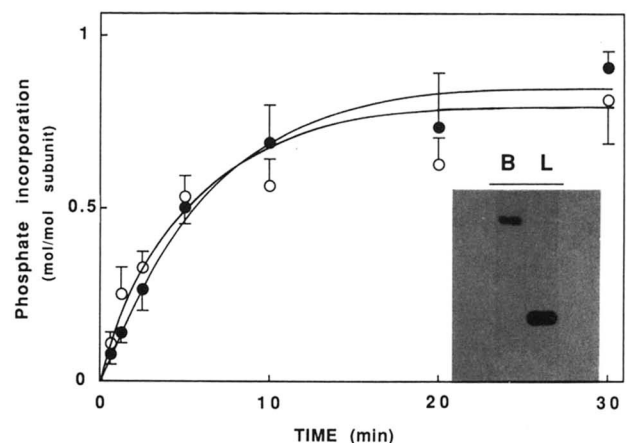 1
0.5
0
Phosphate incorporation
(mol/mol subunit)
B L
0 10 20 30
TIME (min)